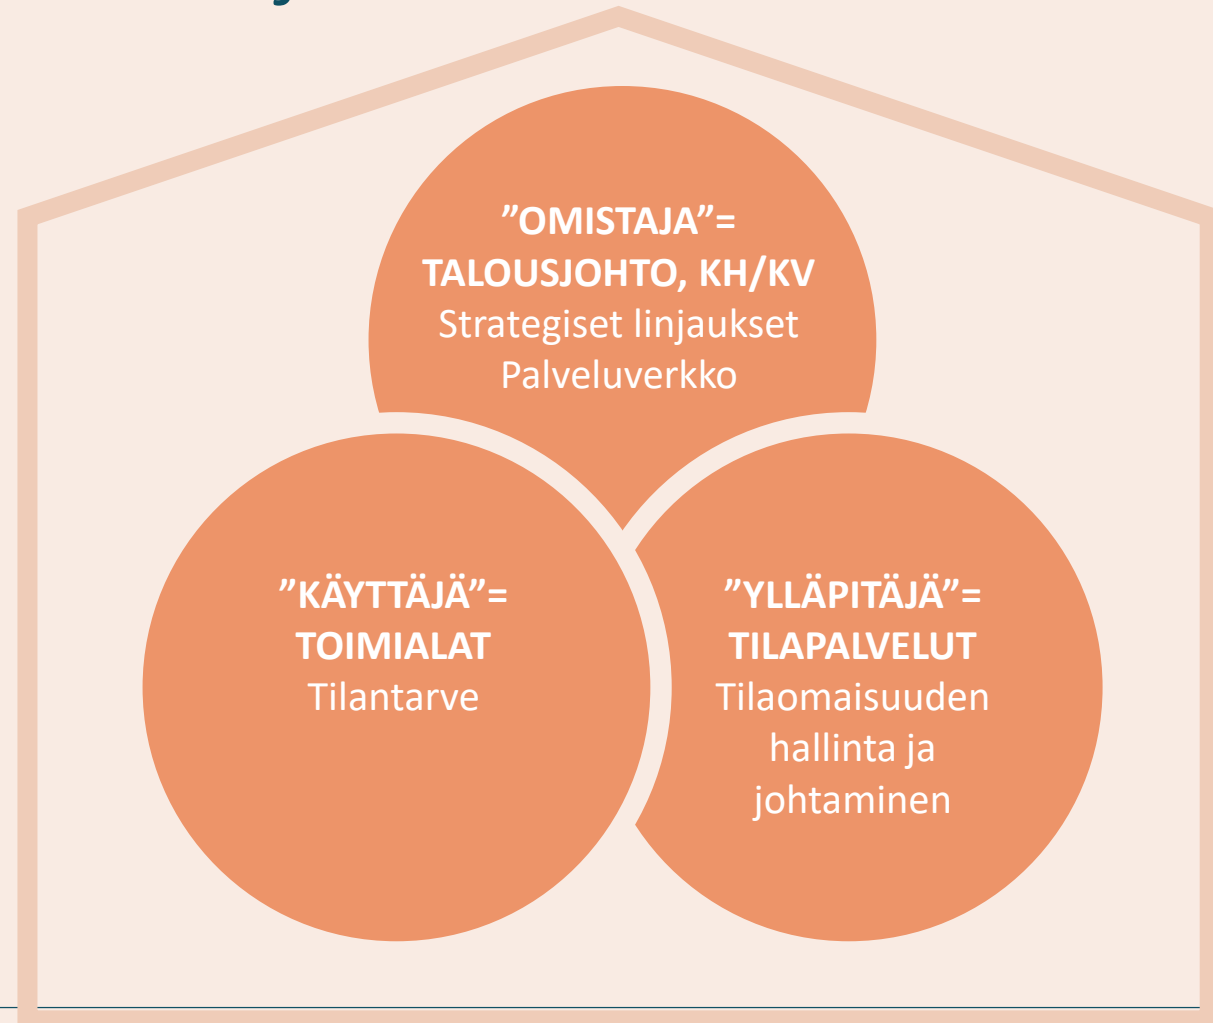 ”OMISTAJA”=
TALOUSJOHTO, KH/KV
Strategiset linjaukset
Palveluverkko
”KÄYTTÄJÄ”=
TOIMIALAT
Tilantarve
”YLLÄPITÄJÄ”=
TILAPALVELUT
Tilaomaisuuden
hallinta ja
johtaminen